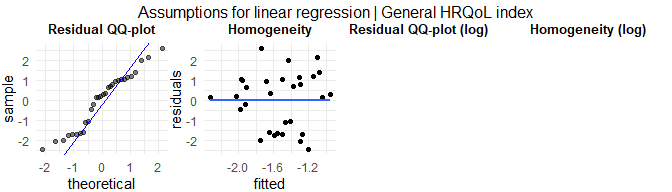 Assumptions for linear regression | General HRQoL index
Residual QQ-plot
Homogeneity
Residual QQ-plot (log)
Homogeneity (log)
sample
2
1
0
-1
-2
-2
-1
0
1
2
theoretical
residuals
2
1
0
-1
-2
-2.0
-1.6
-1.2
fitted